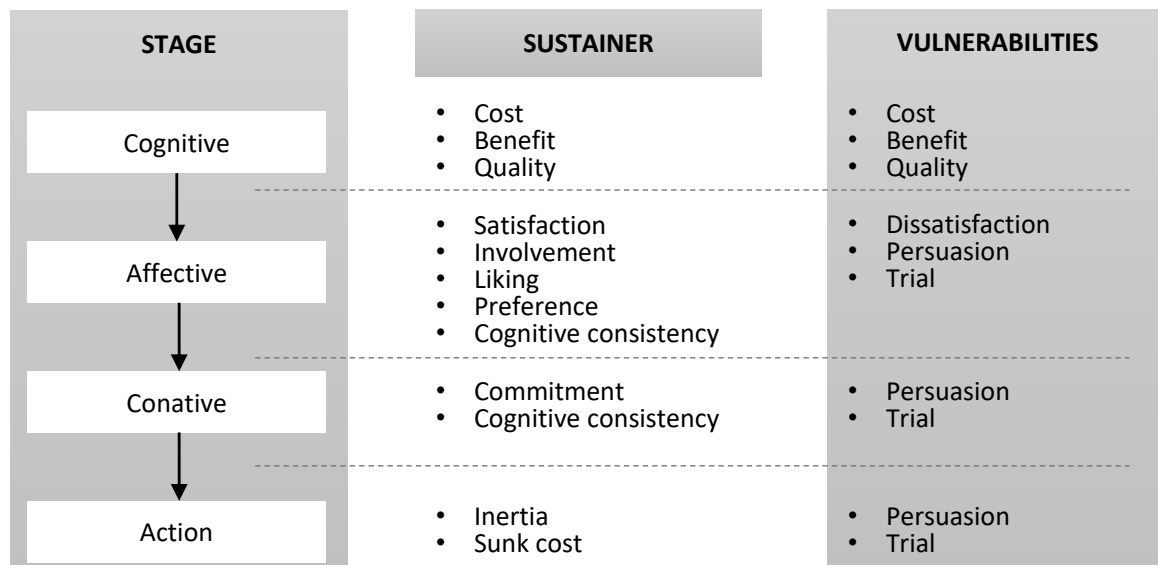 STAGE
SUSTAINER
VULNERABILITIES
Cognitive
• Cost
• Benefit
• Quality
• Cost
• Benefit
• Quality
Affective
• Satisfaction
• Involvement
• Liking
• Preference
• Cognitive consistency
• Dissatisfaction
• Persuasion
• Trial
Conative
• Commitment
• Cognitive consistency
• Persuasion
• Trial
Action
• Inertia
• Sunk cost
• Persuasion
• Trial